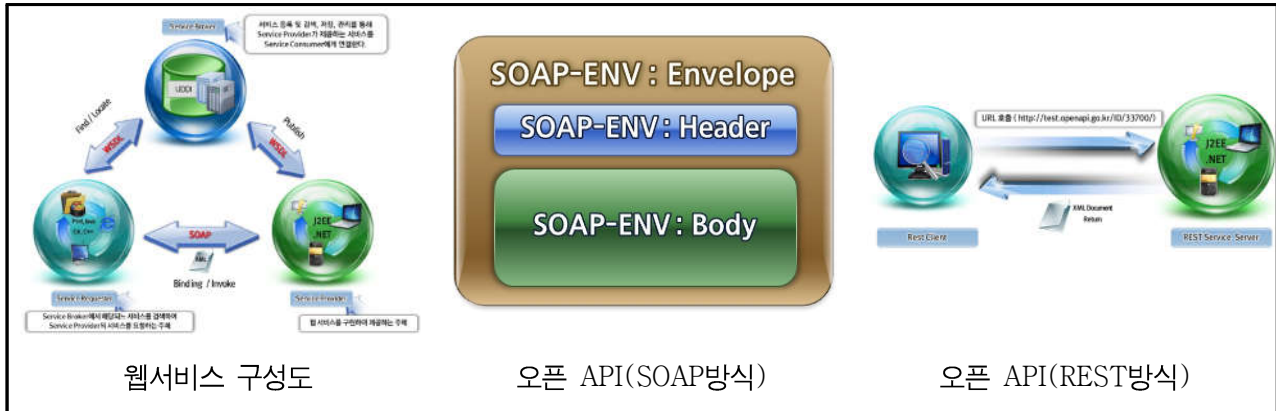 Service Broker
서비스 등록 및 검색, 저장, 관리를 통해
Service Provider가 제공하는 서비스를
Service Consumer에게 연결한다.
UDDI
Find / Locate
WSDL
Publish
WSDL
J2EE
.NET
SOAP
XML
Binding / Invoke
Service Requester
Service Provider
Service Broker에서 해당되는 서비스를 검색하여
Service Provider의 서비스를 요청하는 주체
웹 서비스를 구현하여 제공하는 주체
웹서비스 구성도
SOAP-ENV : Envelope
SOAP-ENV : Header
SOAP-ENV : Body
오픈 API(SOAP방식)
URL 호출 ( http://test.openapi.go.kr/ID/33700/)
J2EE
.NET
XML Document
Return
Rest Client
REST Service Server
오픈 API(REST방식)